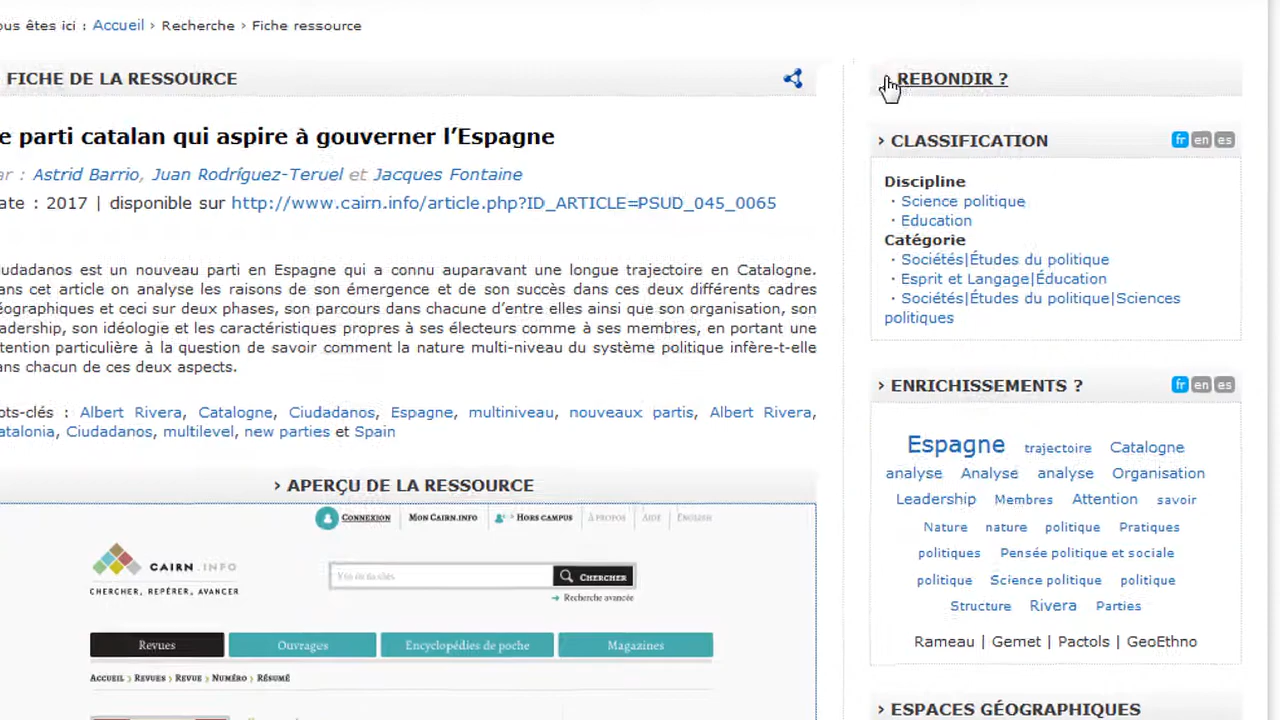 ous êtes ici : Accueil › Recherche › Fiche ressource
FICHE DE LA RESSOURCE
e parti catalan qui aspire à gouverner l’Espagne
ar : Astrid Barrio, Juan Rodríguez-Teruel et Jacques Fontaine
ate : 2017 | disponible sur http://www.cairn.info/article.php?ID_ARTICLE=PSUD_045_0065
udadanos est un nouveau parti en Espagne qui a connu auparavant une longue trajectoire en Catalogne.
ans cet article on analyse les raisons de son émergence et de son succès dans ces deux différents cadres
éographiques et ceci sur deux phases, son parcours dans chacune d’entre elles ainsi que son organisation, son
eadership, son idéologie et les caractéristiques propres à ses électeurs comme à ses membres, en portant une
ttention particulière à la question de savoir comment la nature multi-niveau du système politique infère-t-elle
ans chacun de ces deux aspects.
ots-clés : Albert Rivera, Catalogne, Ciudadanos, Espagne, multiniveau, nouveaux partis, Albert Rivera,
atalonia, Ciudadanos, multilevel, new parties et Spain
› APERÇU DE LA RESSOURCE
CONNEXION MON CAIRN.INFO HORS CAMPUS À PROPOS AIDE ENGLISH
CAIRN.INFO
CHERCHER, REPÉRER, AVANCER
CHERCHER
→ Recherche avancée
Revues Ouvrages Encyclopédies de poche Magazines
ACCUEIL › REVUES › REVUE › NUMÉRO › RÉSUMÉ
REBONDIR ?
› CLASSIFICATION fr en es
Discipline
· Science politique
· Education
Catégorie
· Sociétés|Études du politique
· Esprit et Langage|Éducation
· Sociétés|Études du politique|Sciences
politiques
› ENRICHISSEMENTS ? fr en es
Espagne trajectoire Catalogne
analyse Analyse analyse Organisation
Leadership Membres Attention savoir
Nature nature politique Pratiques
politiques Pensée politique et sociale
politique Science politique politique
Structure Rivera Parties
Rameau | Gemet | Pactols | GeoEthno
› ESPACES GÉOGRAPHIQUES